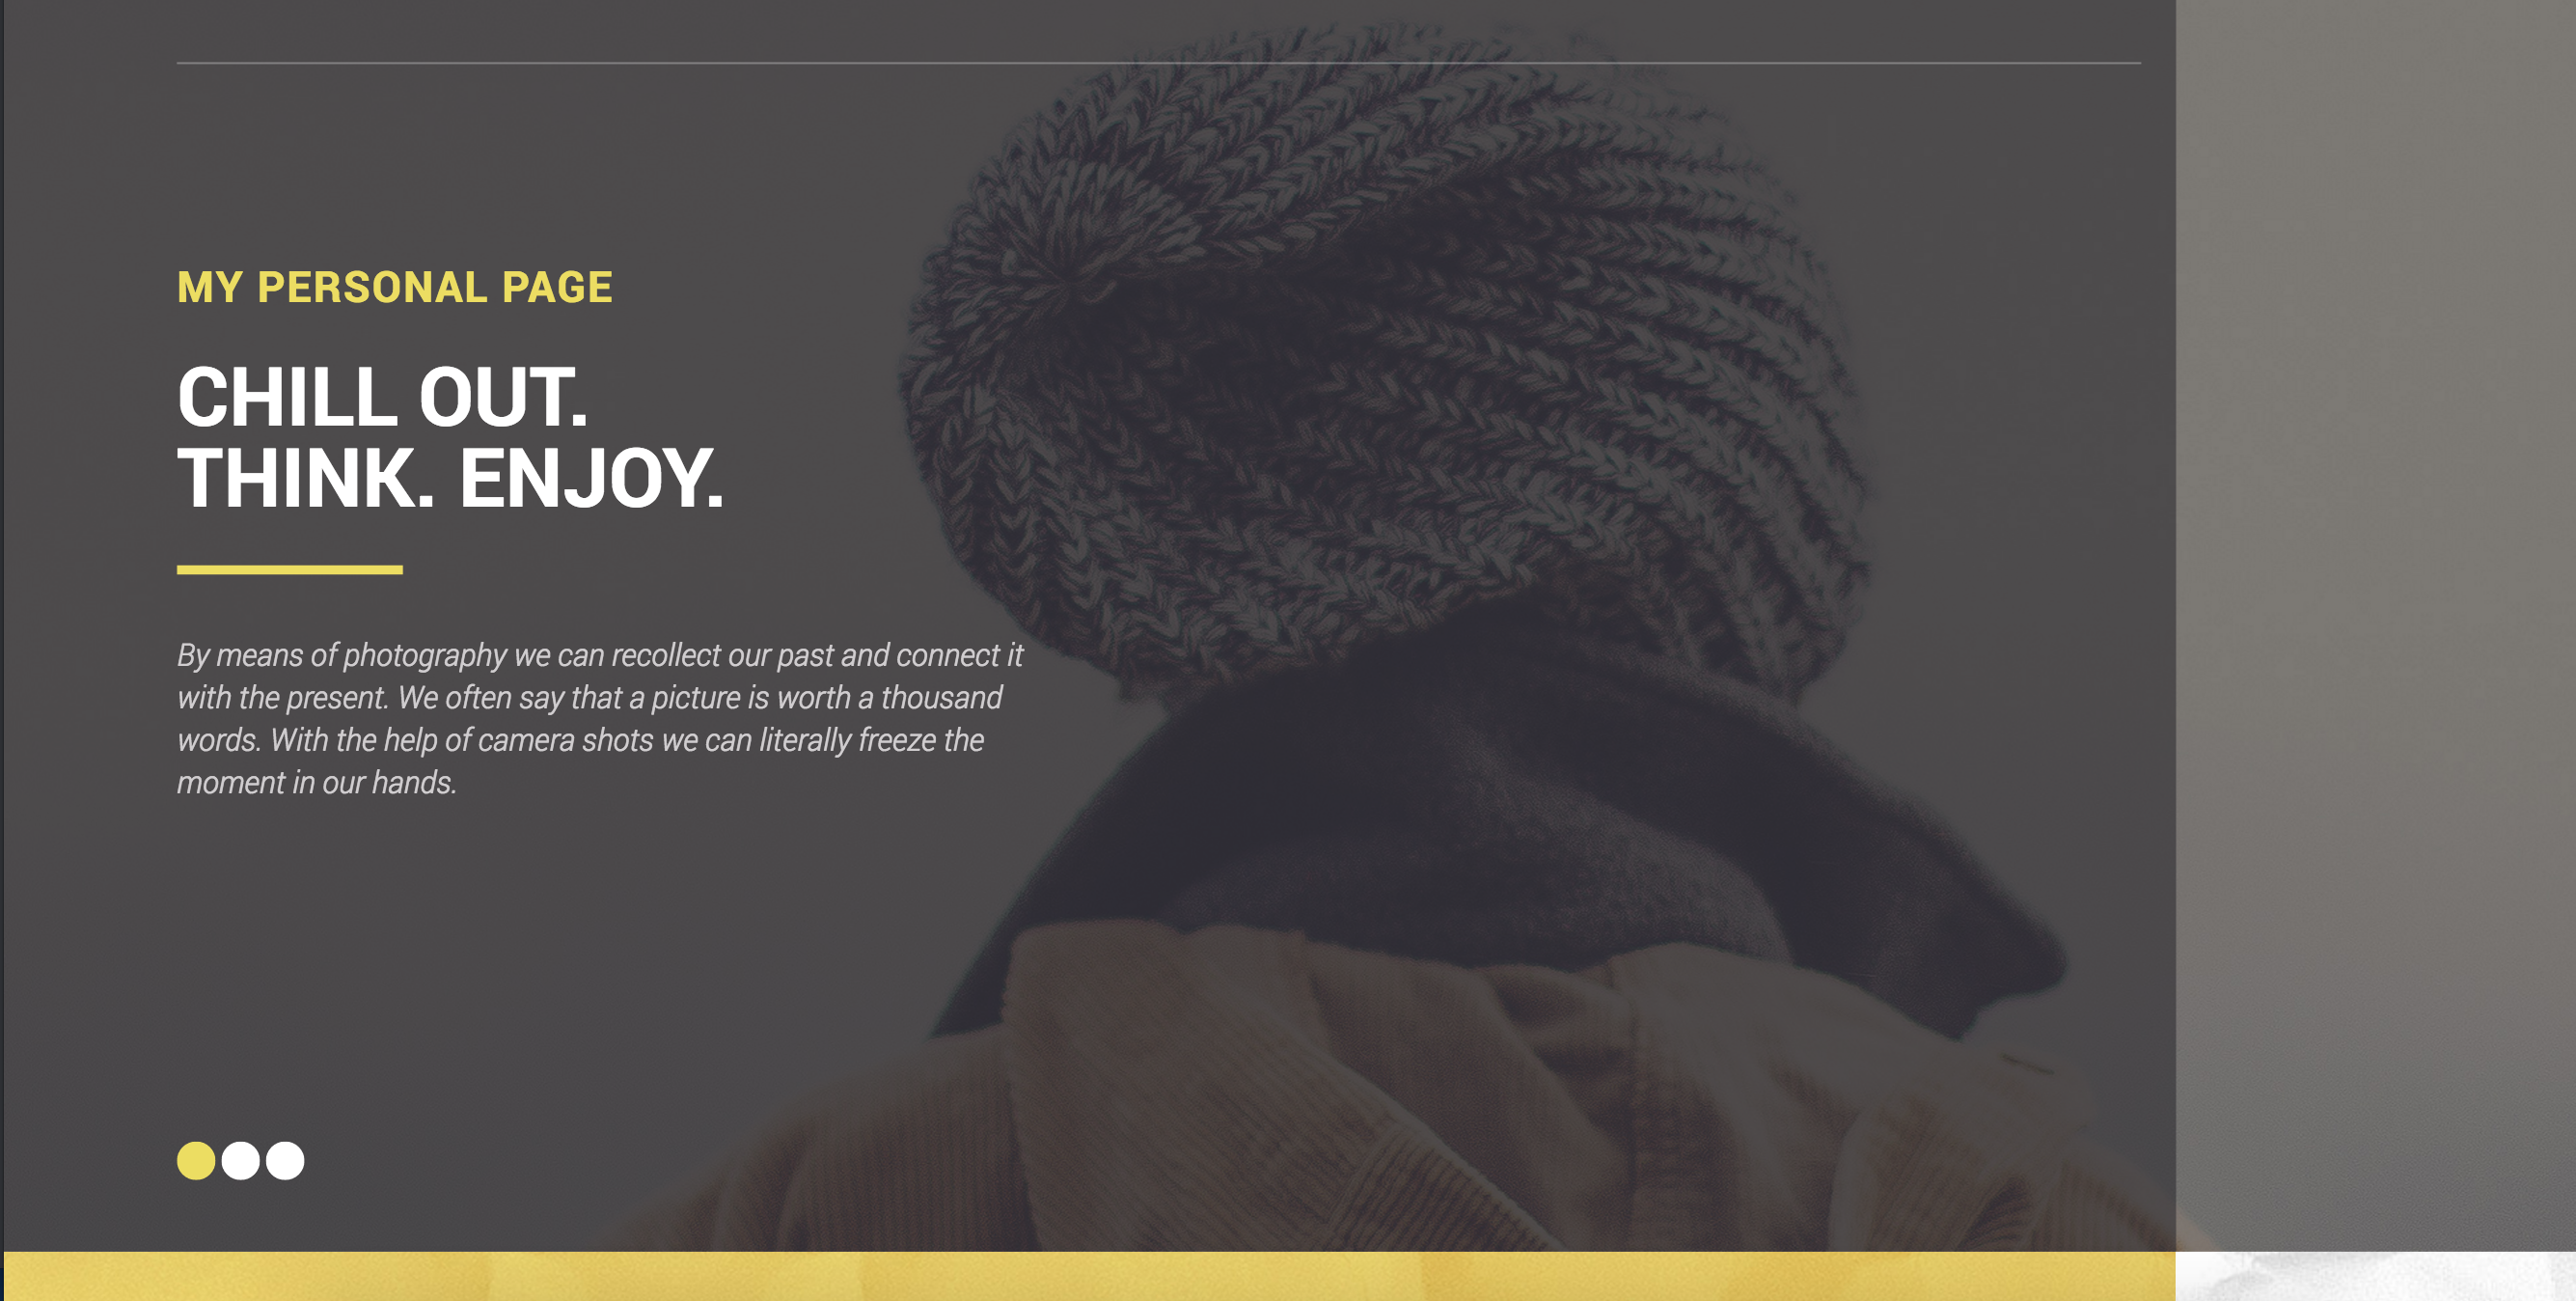 MY PERSONAL PAGE
CHILL OUT.
THINK. ENJOY.
By means of photography we can recollect our past and connect it
with the present. We often say that a picture is worth a thousand
words. With the help of camera shots we can literally freeze the
moment in our hands.